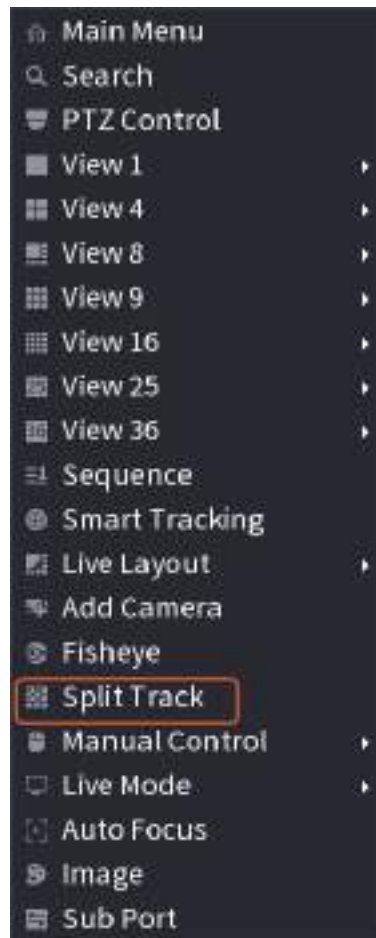 Main Menu
Search
PTZ Control
View 1
View 4
View 8
View 9
View 16
View 25
View 36
Sequence
Smart Tracking
Live Layout
Add Camera
Fisheye
Split Track
Manual Control
Live Mode
Auto Focus
Image
Sub Port